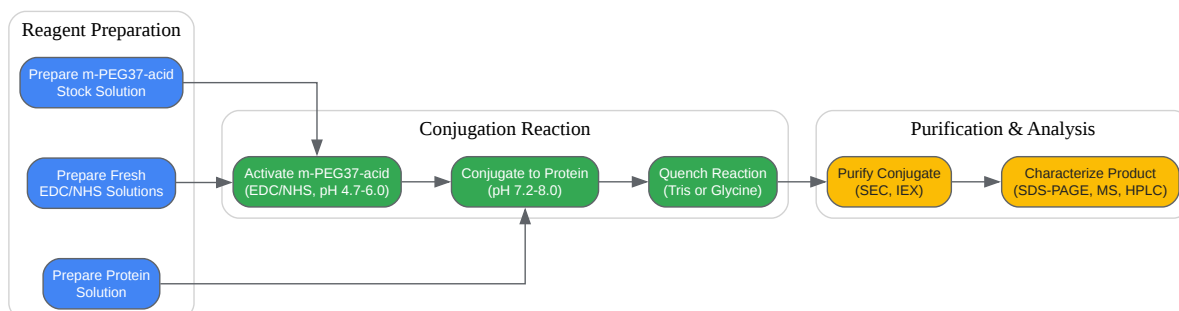 Reagent Preparation
Prepare m-PEG37-acid
Stock Solution
Prepare Fresh
EDC/NHS Solutions
Prepare Protein
Solution
Conjugation Reaction
Activate m-PEG37-acid
(EDC/NHS, pH 4.7-6.0)
Conjugate to Protein
(pH 7.2-8.0)
Quench Reaction
(Tris or Glycine)
Purification & Analysis
Purify Conjugate
(SEC, IEX)
Characterize Product
(SDS-PAGE, MS, HPLC)